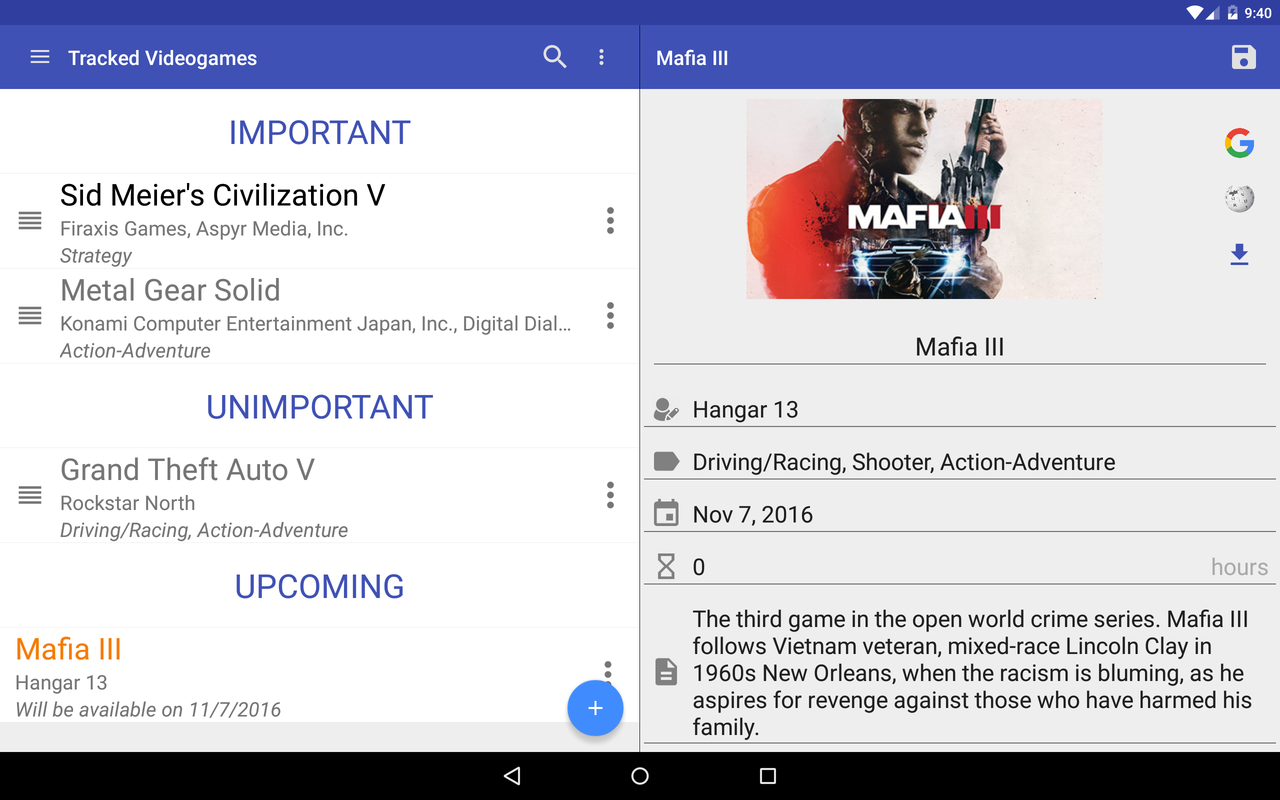 9:40
Tracked Videogames
IMPORTANT
Sid Meier's Civilization V
Firaxis Games, Aspyr Media, Inc.
Strategy
Metal Gear Solid
Konami Computer Entertainment Japan, Inc., Digital Dial...
Action-Adventure
UNIMPORTANT
Grand Theft Auto V
Rockstar North
Driving/Racing, Action-Adventure
UPCOMING
Mafia III
Hangar 13
Will be available on 11/7/2016
Mafia III
MAFIA III
Mafia III
Hangar 13
Driving/Racing, Shooter, Action-Adventure
Nov 7, 2016
0 hours
The third game in the open world crime series. Mafia III
follows Vietnam veteran, mixed-race Lincoln Clay in
1960s New Orleans, when the racism is bluming, as he
aspires for revenge against those who have harmed his
family.